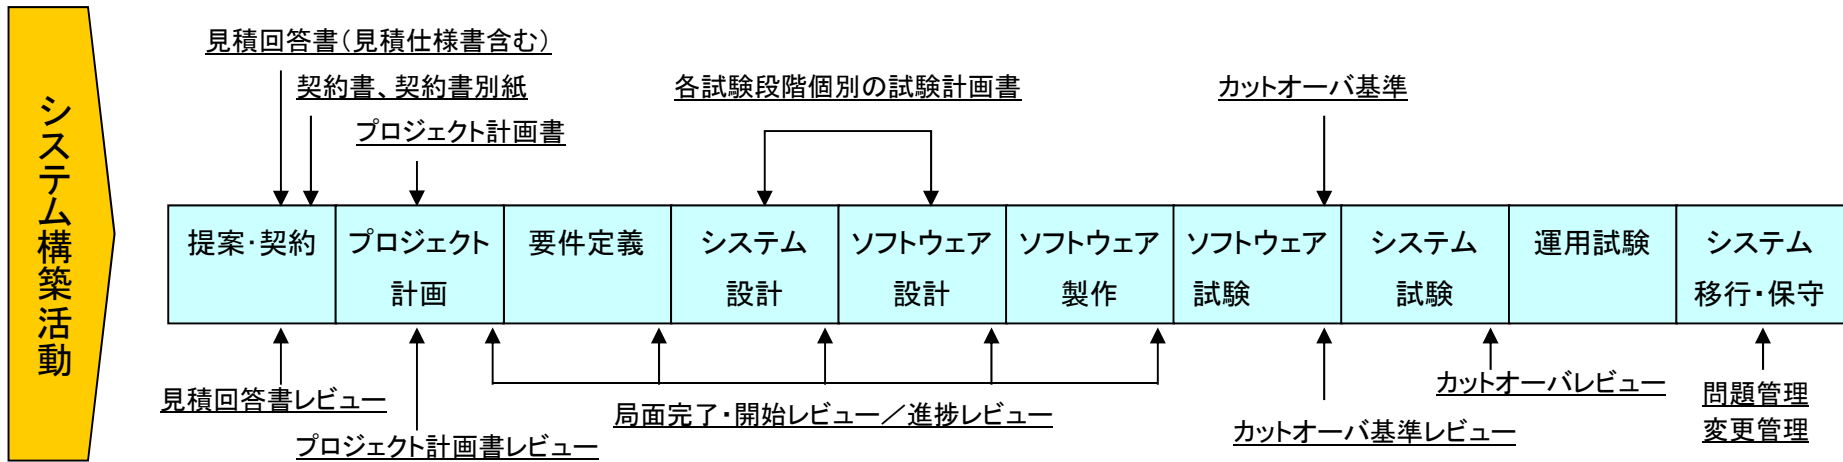 システム構築活動
見積回答書(見積仕様書含む)
契約書、契約書別紙
プロジェクト計画書
各試験段階個別の試験計画書
カットオーバ基準
提案・契約
プロジェクト
計画
要件定義
システム
設計
ソフトウェア
設計
ソフトウェア
製作
ソフトウェア
試験
システム
試験
運用試験
システム
移行・保守
見積回答書レビュー
プロジェクト計画書レビュー
局面完了・開始レビュー／進捗レビュー
カットオーバ基準レビュー
カットオーバレビュー
問題管理
変更管理